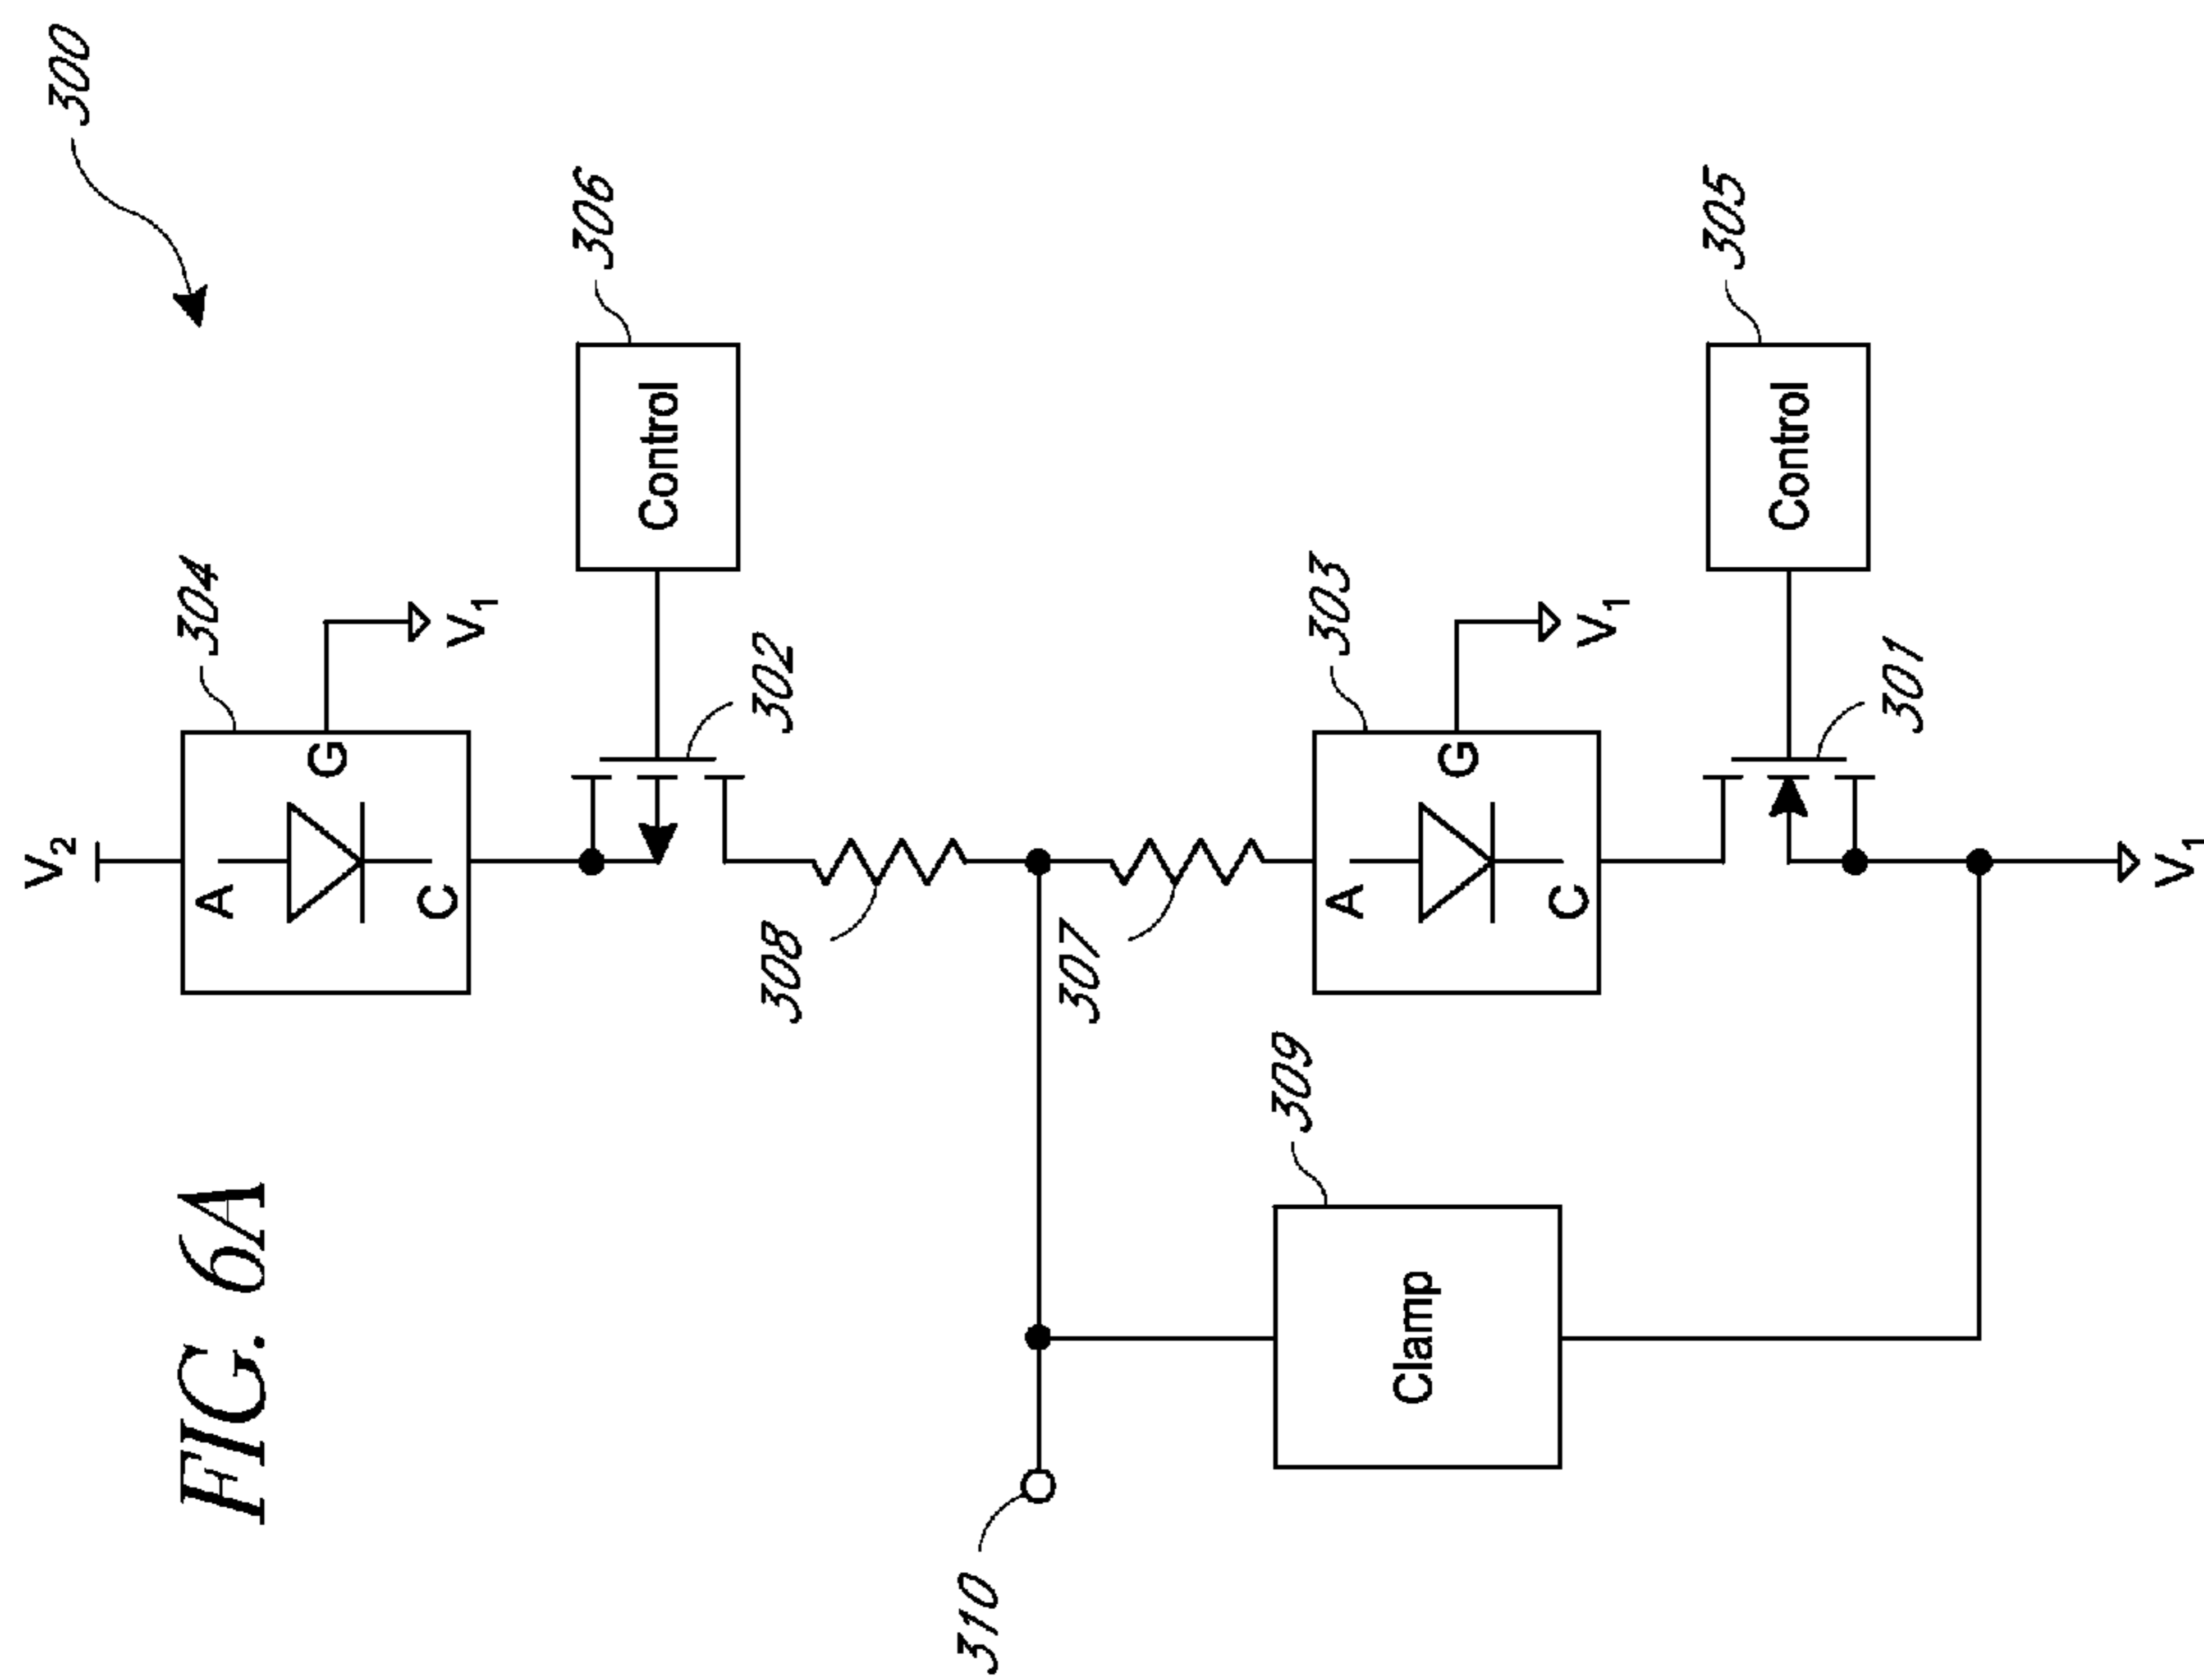 FIG. 6A
300
V2
304
A
G
C
V1
306
Control
302
308
310
307
309
Clamp
303
A
G
C
V1
305
Control
301
V1